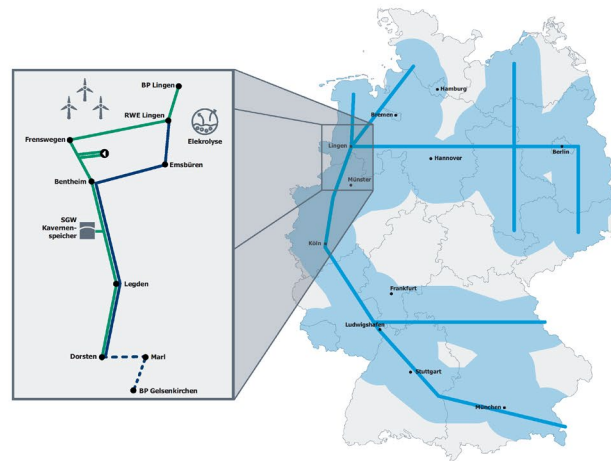 BP Lingen
RWE Lingen
Elekrolyse
Frenswegen
Emsbüren
Bentheim
SGW
Kavernen-
speicher
Legden
Dorsten
Marl
BP Gelsenkirchen
Hamburg
Bremen
Lingen
Berlin
Hannover
Münster
Köln
Frankfurt
Ludwigshafen
Stuttgart
München